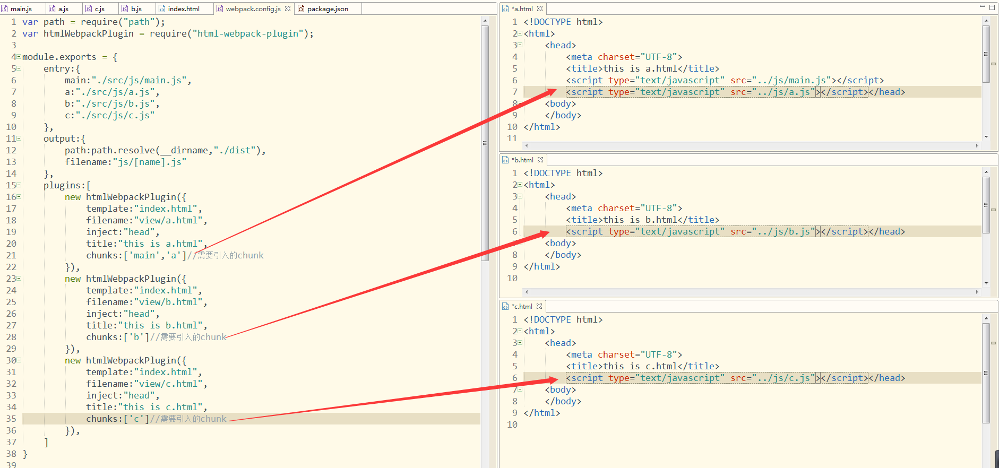 main.js a.js c.js b.js index.html webpack.config.js package.json
1 var path = require("path");
2 var htmlWebpackPlugin = require("html-webpack-plugin");
3
4 module.exports = {
5 entry:{
6 main:"./src/js/main.js",
7 a:"./src/js/a.js",
8 b:"./src/js/b.js",
9 c:"./src/js/c.js"
10 },
11 output:{
12 path:path.resolve(__dirname,"./dist"),
13 filename:"js/[name].js"
14 },
15 plugins:[
16 new htmlWebpackPlugin({
17 template:"index.html",
18 filename:"view/a.html",
19 inject:"head",
20 title:"this is a.html",
21 chunks:['main','a']//需要引入的chunk
22 }),
23 new htmlWebpackPlugin({
24 template:"index.html",
25 filename:"view/b.html",
26 inject:"head",
27 title:"this is b.html",
28 chunks:['b']//需要引入的chunk
29 }),
30 new htmlWebpackPlugin({
31 template:"index.html",
32 filename:"view/c.html",
33 inject:"head",
34 title:"this is c.html",
35 chunks:['c']//需要引入的chunk
36 }),
37 ]
38 }
39
*a.html
1 <!DOCTYPE html>
2 <html>
3 <head>
4 <meta charset="UTF-8">
5 <title>this is a.html</title>
6 <script type="text/javascript" src="../js/main.js"></script>
7 <script type="text/javascript" src="../js/a.js"></script></head>
8 <body>
9 </body>
10 </html>
11
*b.html
1 <!DOCTYPE html>
2 <html>
3 <head>
4 <meta charset="UTF-8">
5 <title>this is b.html</title>
6 <script type="text/javascript" src="../js/b.js"></script></head>
7 <body>
8 </body>
9 </html>
10
*c.html
1 <!DOCTYPE html>
2 <html>
3 <head>
4 <meta charset="UTF-8">
5 <title>this is c.html</title>
6 <script type="text/javascript" src="../js/c.js"></script></head>
7 <body>
8 </body>
9 </html>
10